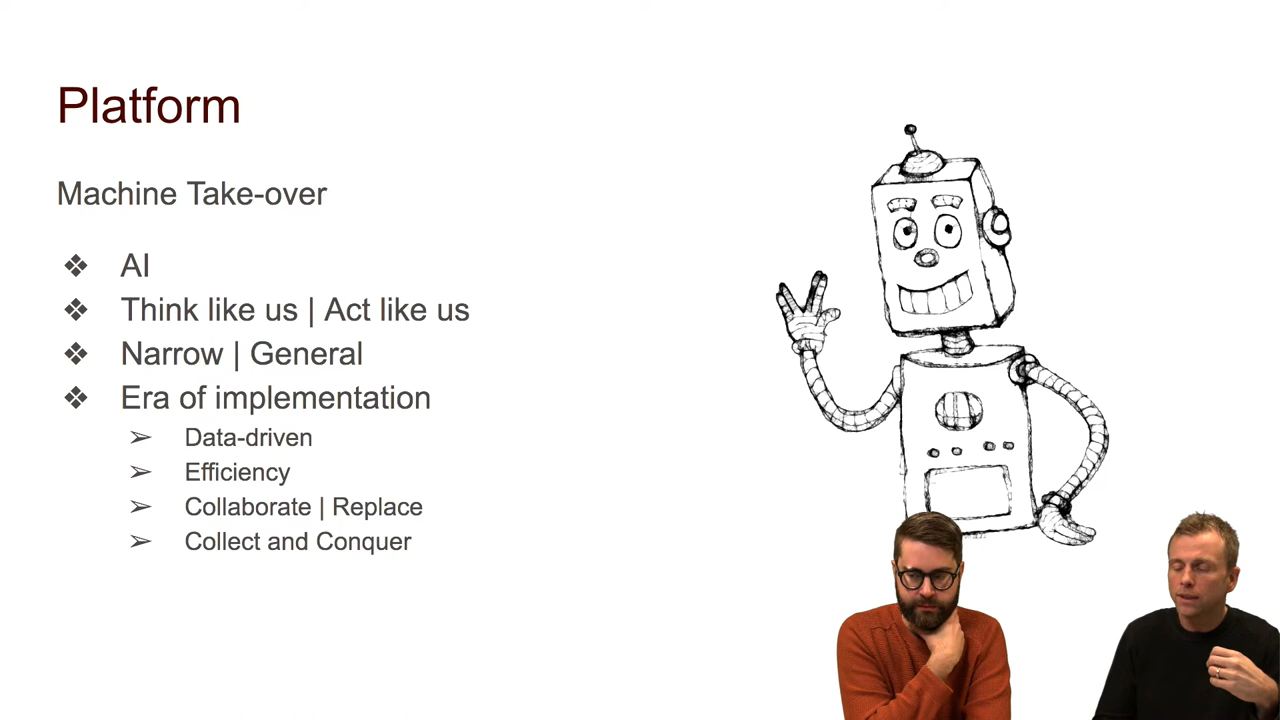 Platform
Machine Take-over
❖ AI
❖ Think like us | Act like us
❖ Narrow | General
❖ Era of implementation
➢ Data-driven
➢ Efficiency
➢ Collaborate | Replace
➢ Collect and Conquer